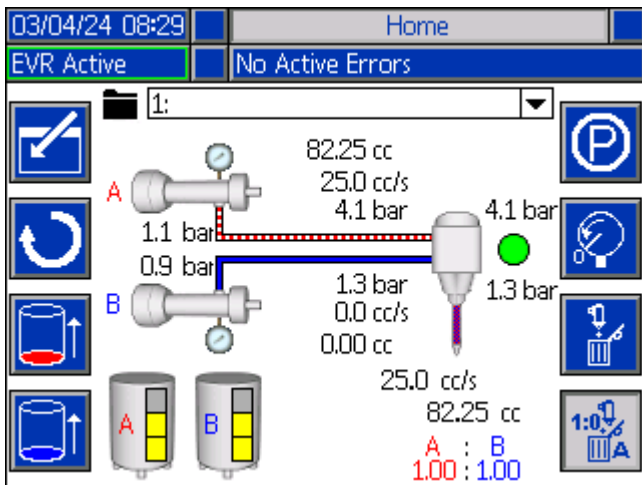 03/04/24 08:29
Home
EVR Active
No Active Errors
1:
82.25 cc
25.0 cc/s
4.1 bar
4.1 bar
A
1.1 bar
0.9 bar
1.3 bar
1.3 bar
B
0.0 cc/s
0.00 cc
25.0 cc/s
82.25 cc
A
B
A : B
1.00 : 1.00
P
0
1:0
A